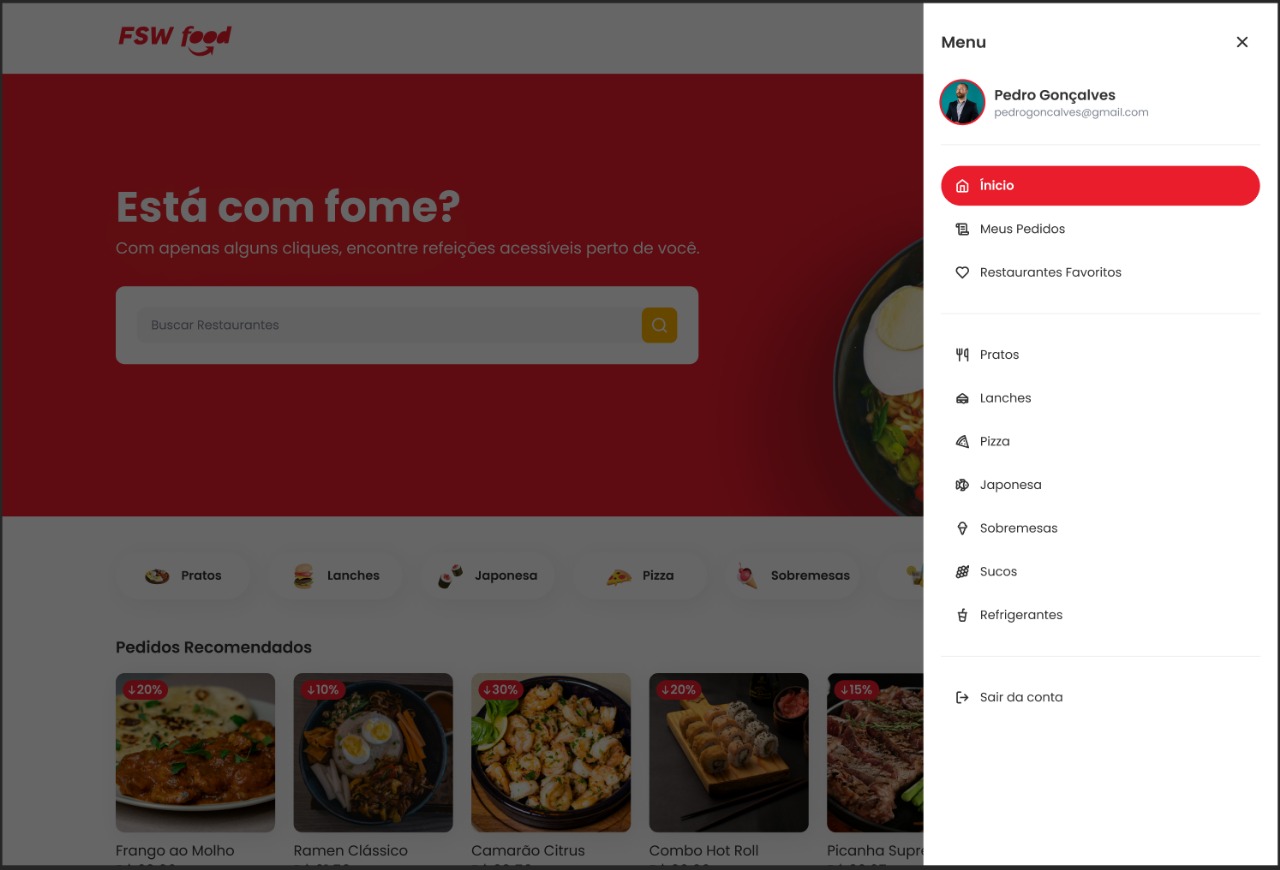 FSW food
Está com fome?
Com apenas alguns cliques, encontre refeições acessíveis perto de você.
Buscar Restaurantes
Pratos
Lanches
Japonesa
Pizza
Sobremesas
Pedidos Recomendados
↓20%
↓10%
↓30%
↓20%
↓15%
Frango ao Molho
Ramen Clássico
Camarão Citrus
Combo Hot Roll
Picanha Supre
Menu
Pedro Gonçalves
pedrogoncalves@gmail.com
Ínicio
Meus Pedidos
Restaurantes Favoritos
Pratos
Lanches
Pizza
Japonesa
Sobremesas
Sucos
Refrigerantes
Sair da conta